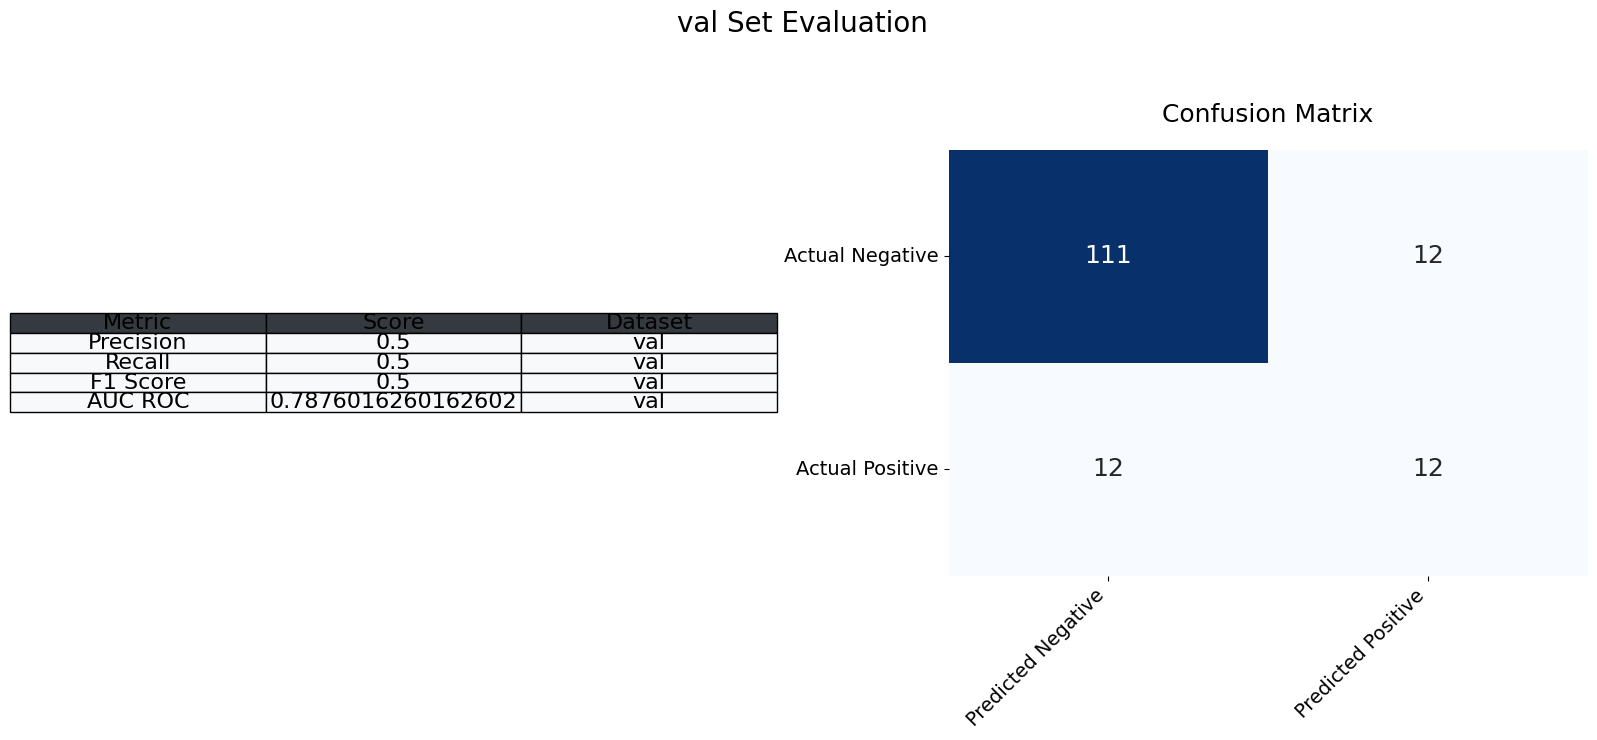 val Set Evaluation
Metric Score Dataset
Precision 0.5 val
Recall 0.5 val
F1 Score 0.5 val
AUC ROC 0.7876016260162602 val
Confusion Matrix
Actual Negative 111 12
Actual Positive 12 12
Predicted Negative
Predicted Positive